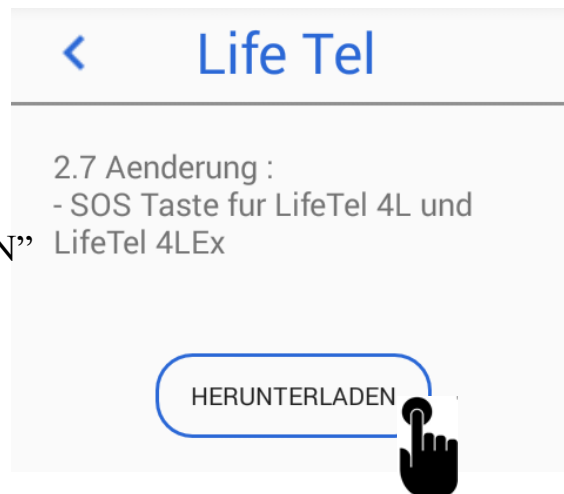 Life Tel
2.7 Aenderung :
- SOS Taste fur LifeTel 4L und
N” LifeTel 4LEx
HERUNTERLADEN